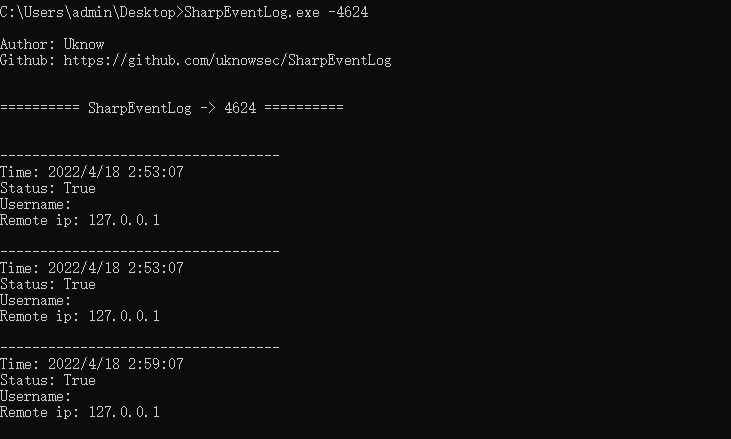 C:\Users\admin\Desktop>SharpEventLog.exe -4624
Author: Uknow
Github: https://github.com/uknowsec/SharpEventLog
========== SharpEventLog -> 4624 ==========
-----------------------------------
Time: 2022/4/18 2:53:07
Status: True
Username:
Remote ip: 127.0.0.1
-----------------------------------
Time: 2022/4/18 2:53:07
Status: True
Username:
Remote ip: 127.0.0.1
-----------------------------------
Time: 2022/4/18 2:59:07
Status: True
Username:
Remote ip: 127.0.0.1